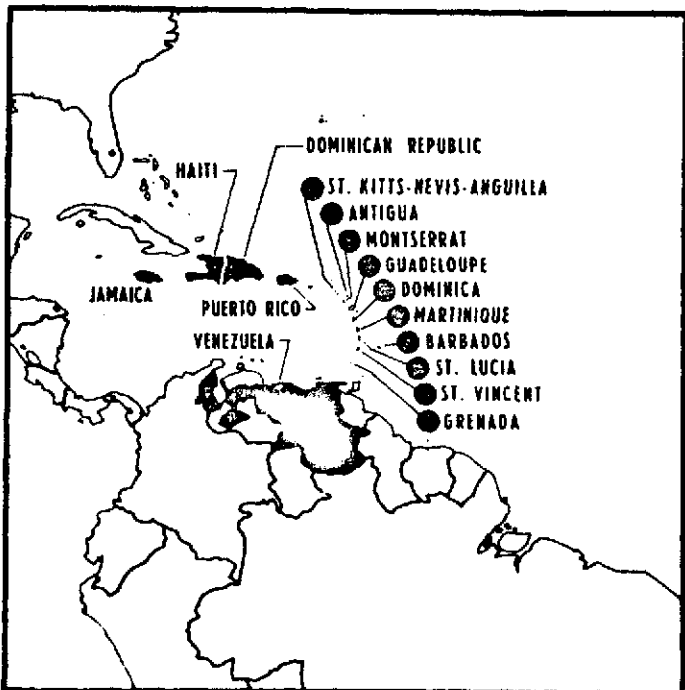 DOMINICAN REPUBLIC
HAITI
ST. KITTS-NEVIS-ANGUILLA
ANTIGUA
MONTSERRAT
GUADELOUPE
DOMINICA
JAMAICA
PUERTO RICO
MARTINIQUE
VENEZUELA
BARBADOS
ST. LUCIA
ST. VINCENT
GRENADA